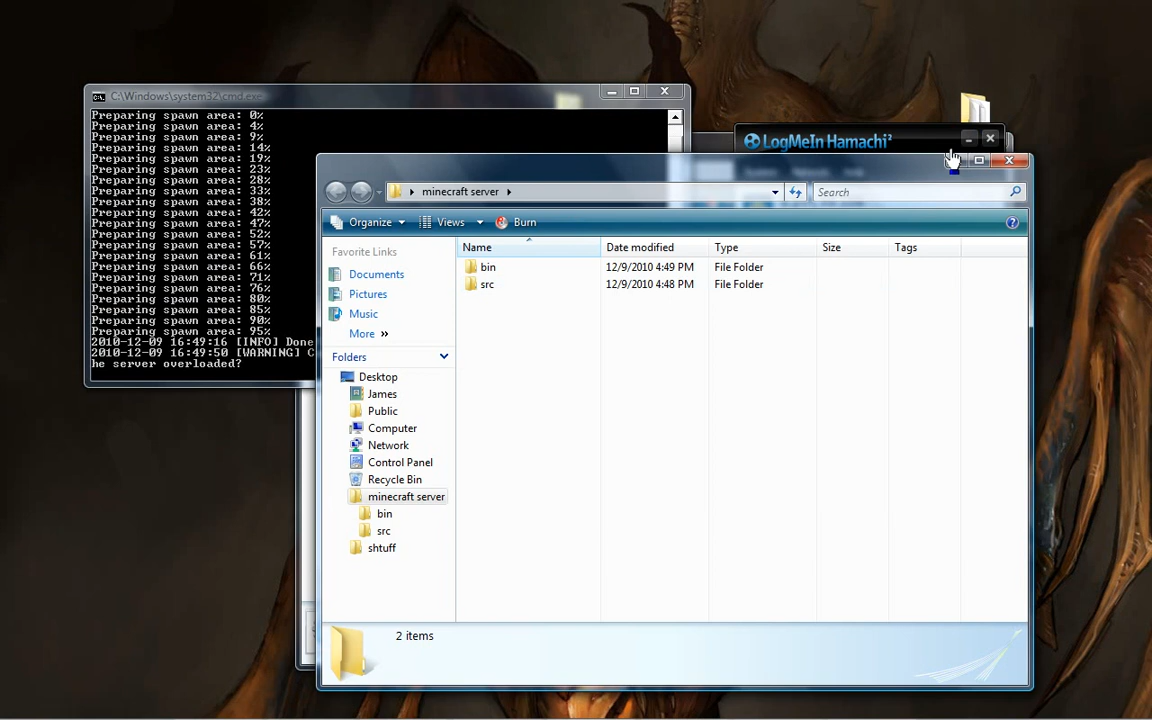 C:\Windows\system32\cmd.exe
Preparing spawn area: 0%
Preparing spawn area: 4%
Preparing spawn area: 9%
Preparing spawn area: 14%
Preparing spawn area: 19%
Preparing spawn area: 23%
Preparing spawn area: 28%
Preparing spawn area: 33%
Preparing spawn area: 38%
Preparing spawn area: 42%
Preparing spawn area: 47%
Preparing spawn area: 52%
Preparing spawn area: 57%
Preparing spawn area: 61%
Preparing spawn area: 66%
Preparing spawn area: 71%
Preparing spawn area: 76%
Preparing spawn area: 80%
Preparing spawn area: 85%
Preparing spawn area: 90%
Preparing spawn area: 95%
2010-12-09 16:49:16 [INFO] Done
2010-12-09 16:49:50 [WARNING] C
he server overloaded?
LogMeIn Hamachi²
minecraft server
Search
Organize Views Burn
Favorite Links
Documents
Pictures
Music
More »
Folders
Desktop
James
Public
Computer
Network
Control Panel
Recycle Bin
minecraft server
bin
src
shtuff
Name Date modified Type Size Tags
bin 12/9/2010 4:49 PM File Folder
src 12/9/2010 4:48 PM File Folder
2 items